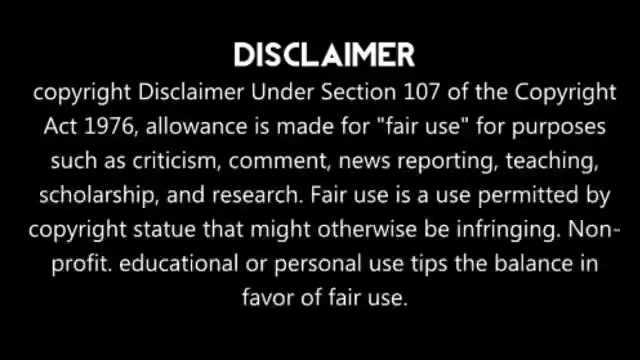 DISCLAIMER
copyright Disclaimer Under Section 107 of the Copyright
Act 1976, allowance is made for "fair use" for purposes
such as criticism, comment, news reporting, teaching,
scholarship, and research. Fair use is a use permitted by
copyright statue that might otherwise be infringing. Non-
profit. educational or personal use tips the balance in
favor of fair use.